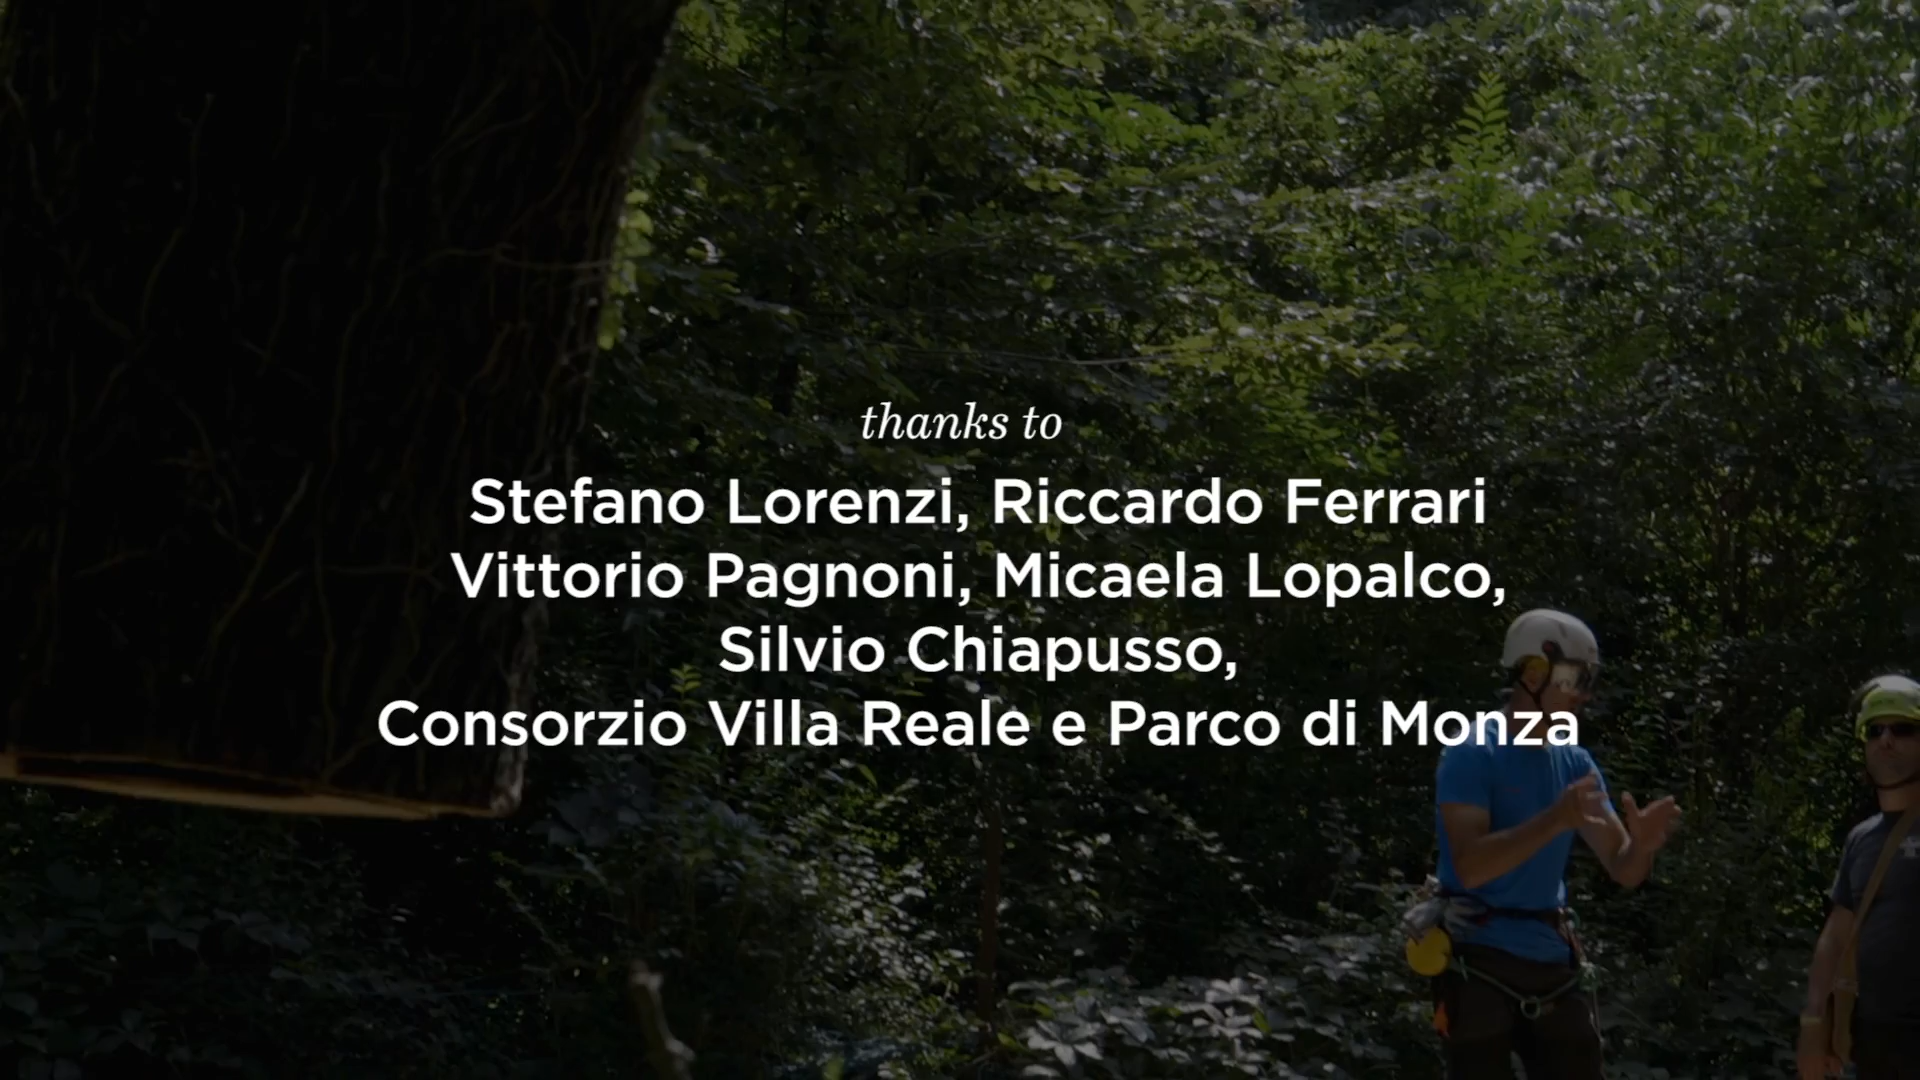 thanks to
Stefano Lorenzi, Riccardo Ferrari
Vittorio Pagnoni, Micaela Lopalco,
Silvio Chiapusso,
Consorzio Villa Reale e Parco di Monza